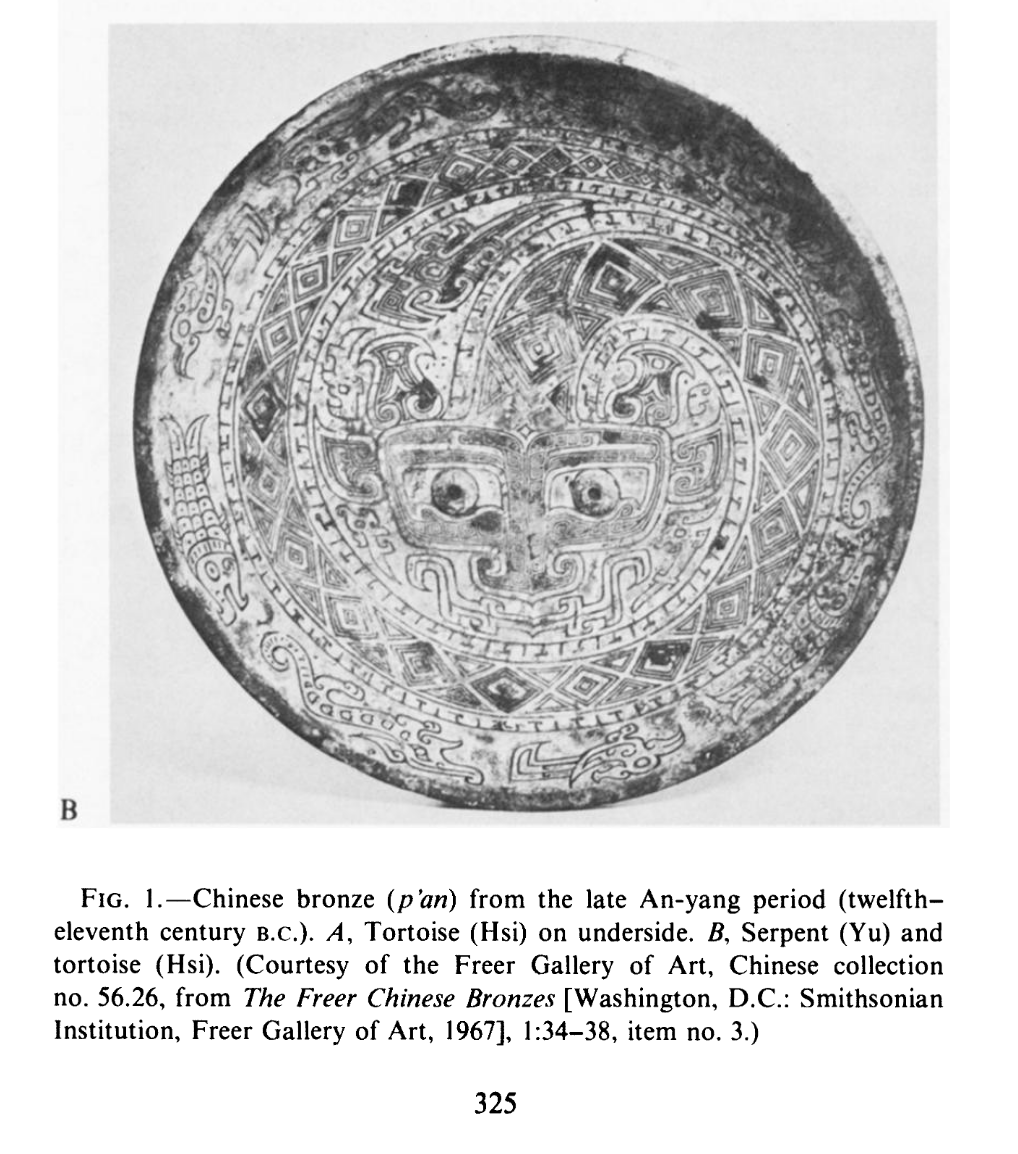 B
FIG. 1.—Chinese bronze (p'an) from the late An-yang period (twelfth–
eleventh century B.C.). A, Tortoise (Hsi) on underside. B, Serpent (Yu) and
tortoise (Hsi). (Courtesy of the Freer Gallery of Art, Chinese collection
no. 56.26, from The Freer Chinese Bronzes [Washington, D.C.: Smithsonian
Institution, Freer Gallery of Art, 1967], 1:34–38, item no. 3.)
325